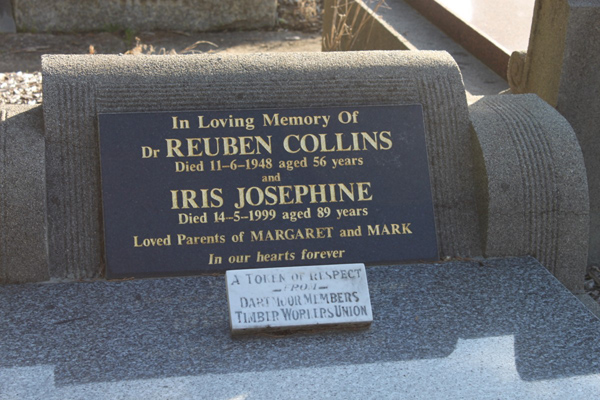 In Loving Memory Of
Dr REUBEN COLLINS
Died 11-6-1948 aged 56 years
and
IRIS JOSEPHINE
Died 14-5-1999 aged 89 years
Loved Parents of MARGARET and MARK
In our hearts forever
A TOKEN OF RESPECT
FROM
DARTMOOR MEMBERS
TIMBER WORKERS UNION